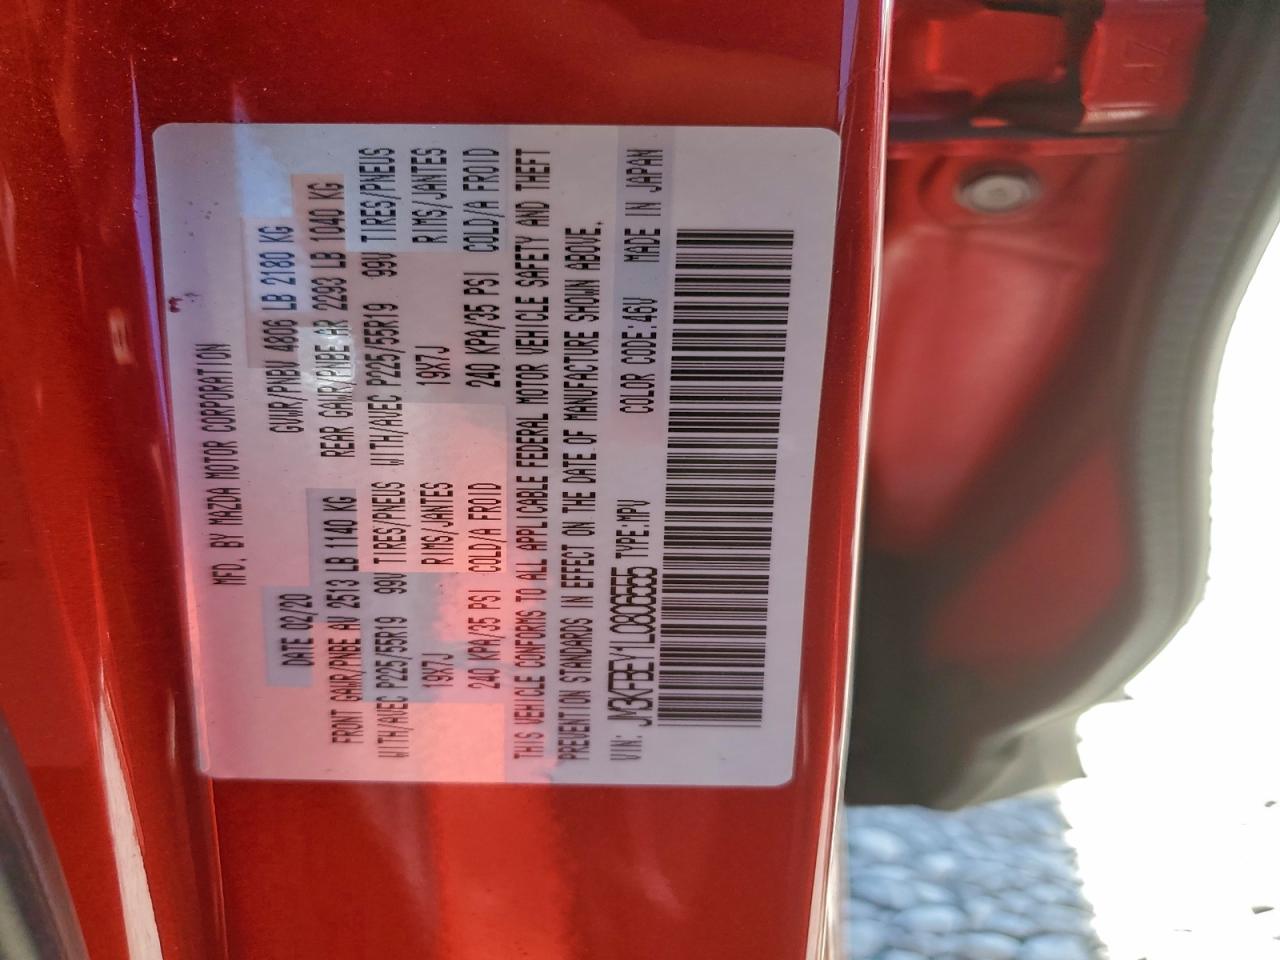 MFD. BY MAZDA MOTOR CORPORATION
DATE 02/20 GVWR/PNBV 4806 LB 2180 KG
FRONT GAWR/PNBE AV 2513 LB 1140 KG REAR GAWR/PNBE AR 2293 LB 1040 KG
WITH/AVEC P225/55R19 99V TIRES/PNEUS WITH/AVEC P225/55R19 99V TIRES/PNEUS
19X7J RIMS/JANTES 19X7J RIMS/JANTES
240 KPA/35 PSI COLD/A FROID 240 KPA/35 PSI COLD/A FROID
THIS VEHICLE CONFORMS TO ALL APPLICABLE FEDERAL MOTOR VEHICLE SAFETY AND THEFT
PREVENTION STANDARDS IN EFFECT ON THE DATE OF MANUFACTURE SHOWN ABOVE.
VIN: JM3KFBEY1L0806555 TYPE:MPV COLOR CODE:46V MADE IN JAPAN